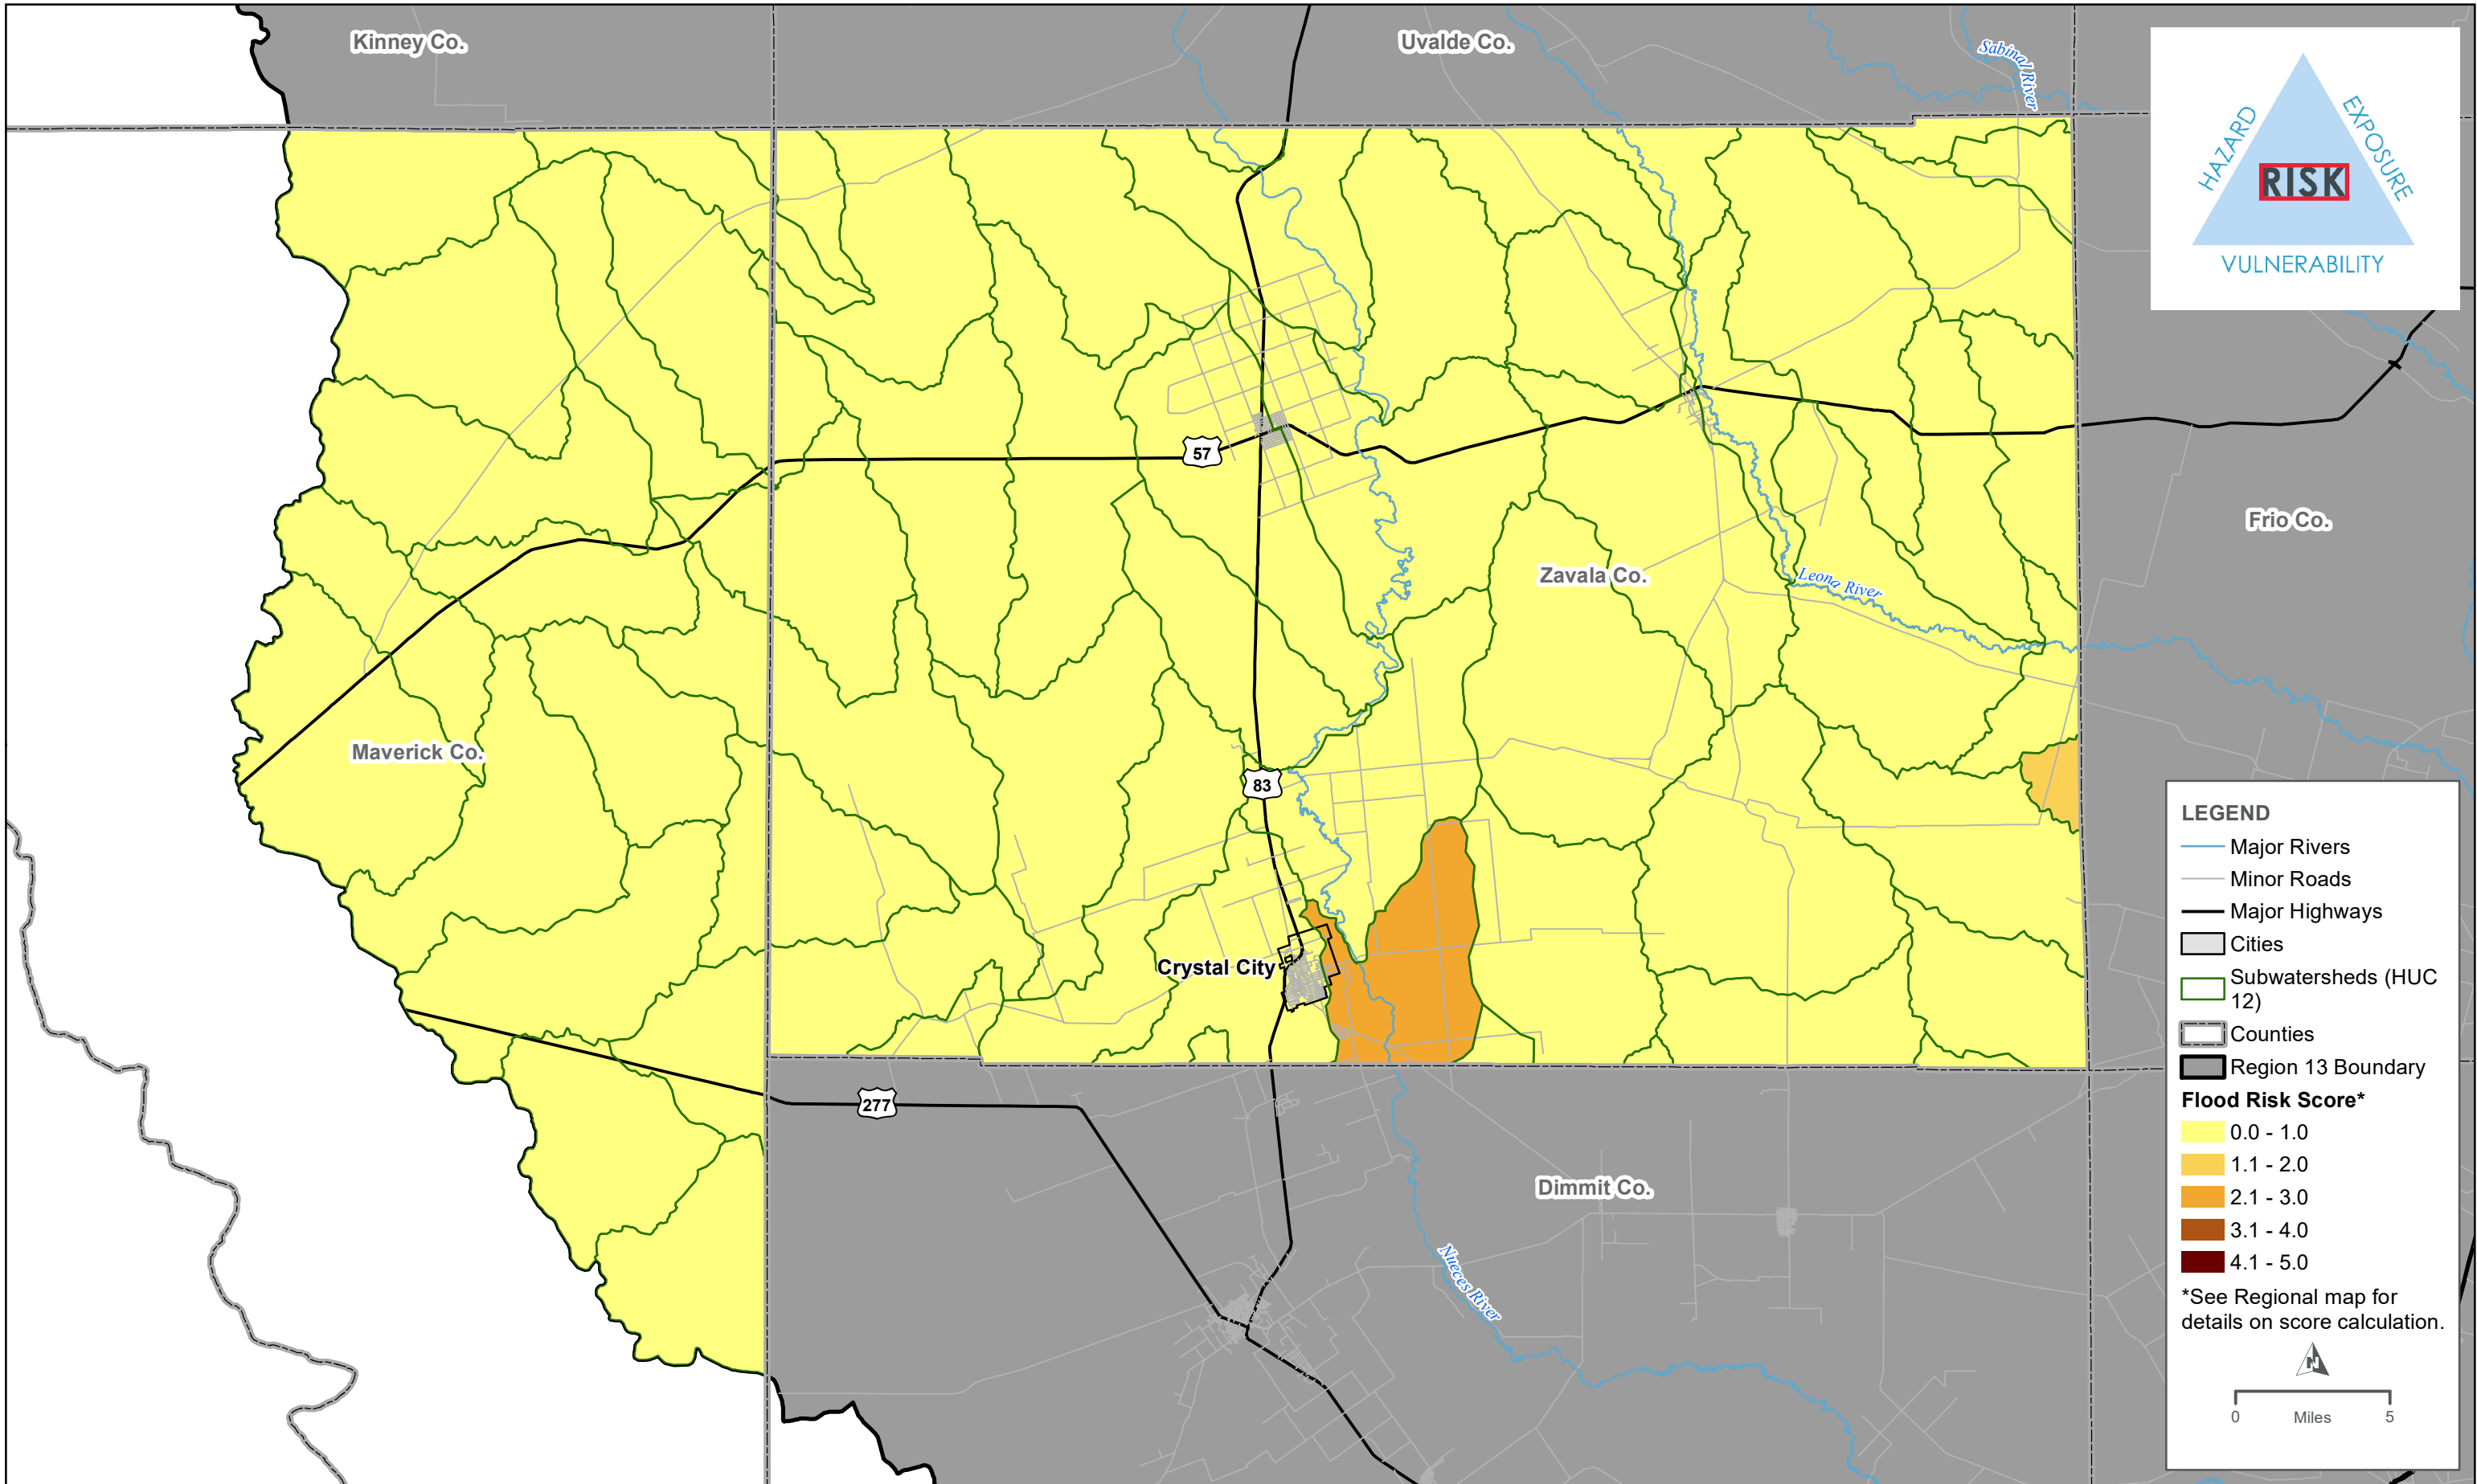 Kinney Co.
Uvalde Co.
Sabinal River
HAZARD
EXPOSURE
RISK
VULNERABILITY
57
Frio Co.
Zavala Co.
Leona River
Maverick Co.
83
Crystal City
277
Dimmit Co.
Nueces River
LEGEND
Major Rivers
Minor Roads
Major Highways
Cities
Subwatersheds (HUC
12)
Counties
Region 13 Boundary
Flood Risk Score*
0.0 - 1.0
1.1 - 2.0
2.1 - 3.0
3.1 - 4.0
4.1 - 5.0
*See Regional map for
details on score calculation.
N
0 Miles 5